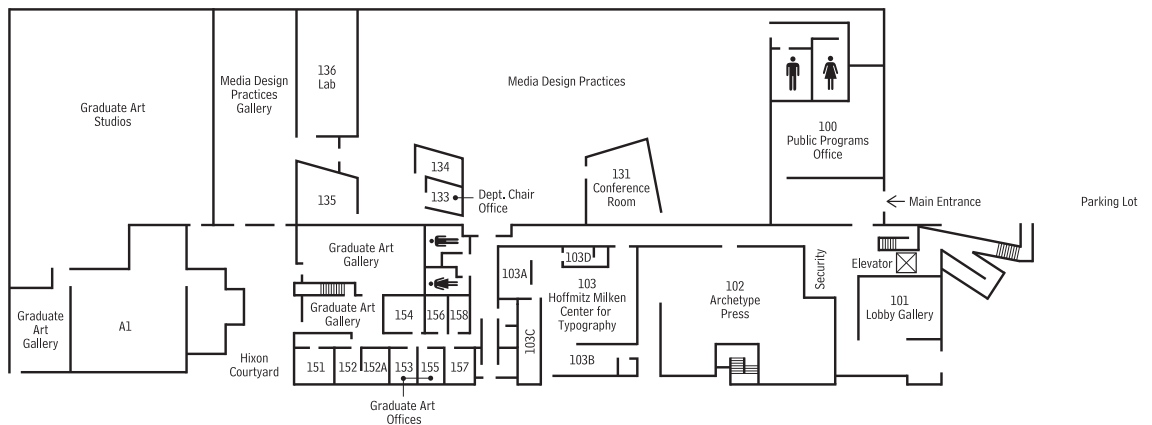 Graduate Art
Studios
Media Design
Practices
Gallery
136
Lab
Media Design Practices
100
Public Programs
Office
134
133
Dept. Chair
Office
135
131
Conference
Room
Main Entrance
Parking Lot
Graduate Art
Gallery
103A
103D
103
Hoffmitz Milken
Center for
Typography
102
Archetype
Press
Security
Elevator
101
Lobby Gallery
Graduate
Art
Gallery
A1
Graduate Art
Gallery
154
156
158
103C
103B
Hixon
Courtyard
151
152
152A
153
155
157
Graduate Art
Offices